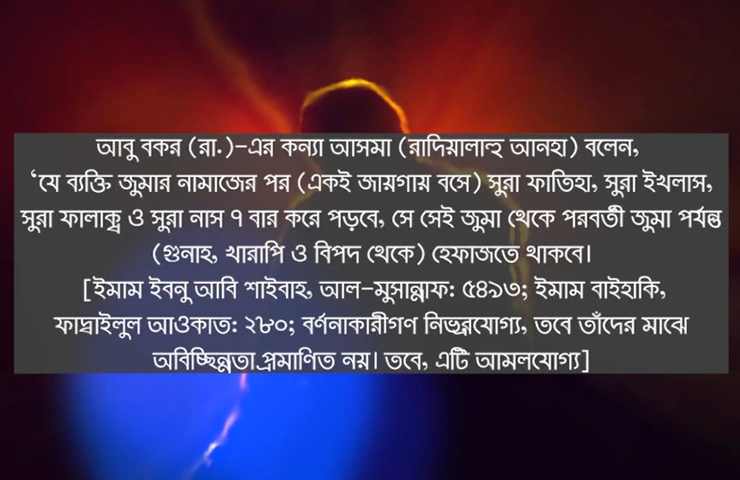 আবু বকর (রা.)–এর কন্যা আসমা (রাদিয়ালাহু আনহা) বলেন,
‘যে ব্যক্তি জুমার নামাজের পর (একই জায়গায় বসে) সুরা ফাতিহা, সুরা ইখলাস,
সুরা ফালাক্ব ও সুরা নাস ৭ বার করে পড়বে, সে সেই জুমা থেকে পরবর্তী জুমা পর্যন্ত
(গুনাহ, খারাপি ও বিপদ থেকে) হেফাজতে থাকবে।
[ইমাম ইবনু আবি শাইবাহ, আল–মুসান্নাফ: ৫৪৯৩; ইমাম বাইহাকি,
ফাদ্বাইলুল আওকাত: ২৮০; বর্ণনাকারীগণ নির্ভরযোগ্য, তবে তাঁদের মাঝে
অবিচ্ছিন্নতা প্রমাণিত নয়। তবে, এটি আমলযোগ্য]